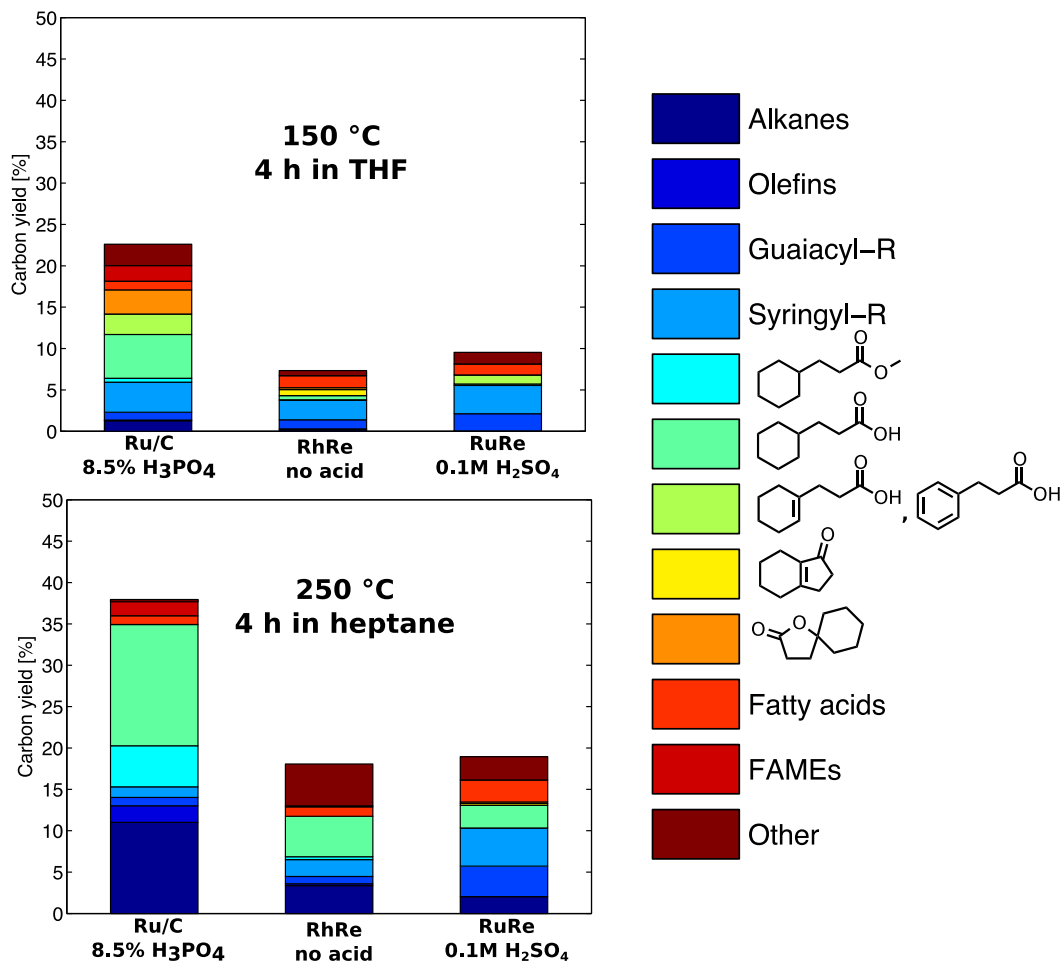 50
45
40
35
30
25
20
15
10
5
0
Carbon yield [%]
150 °C
4 h in THF
Ru/C
8.5% H₃PO₄
RhRe
no acid
RuRe
0.1M H₂SO₄
50
45
40
35
30
25
20
15
10
5
0
Carbon yield [%]
250 °C
4 h in heptane
Ru/C
8.5% H₃PO₄
RhRe
no acid
RuRe
0.1M H₂SO₄
Alkanes
Olefins
Guaiacyl–R
Syringyl–R
O
O
O
OH
O
OH
,
O
OH
O
O
O
Fatty acids
FAMEs
Other